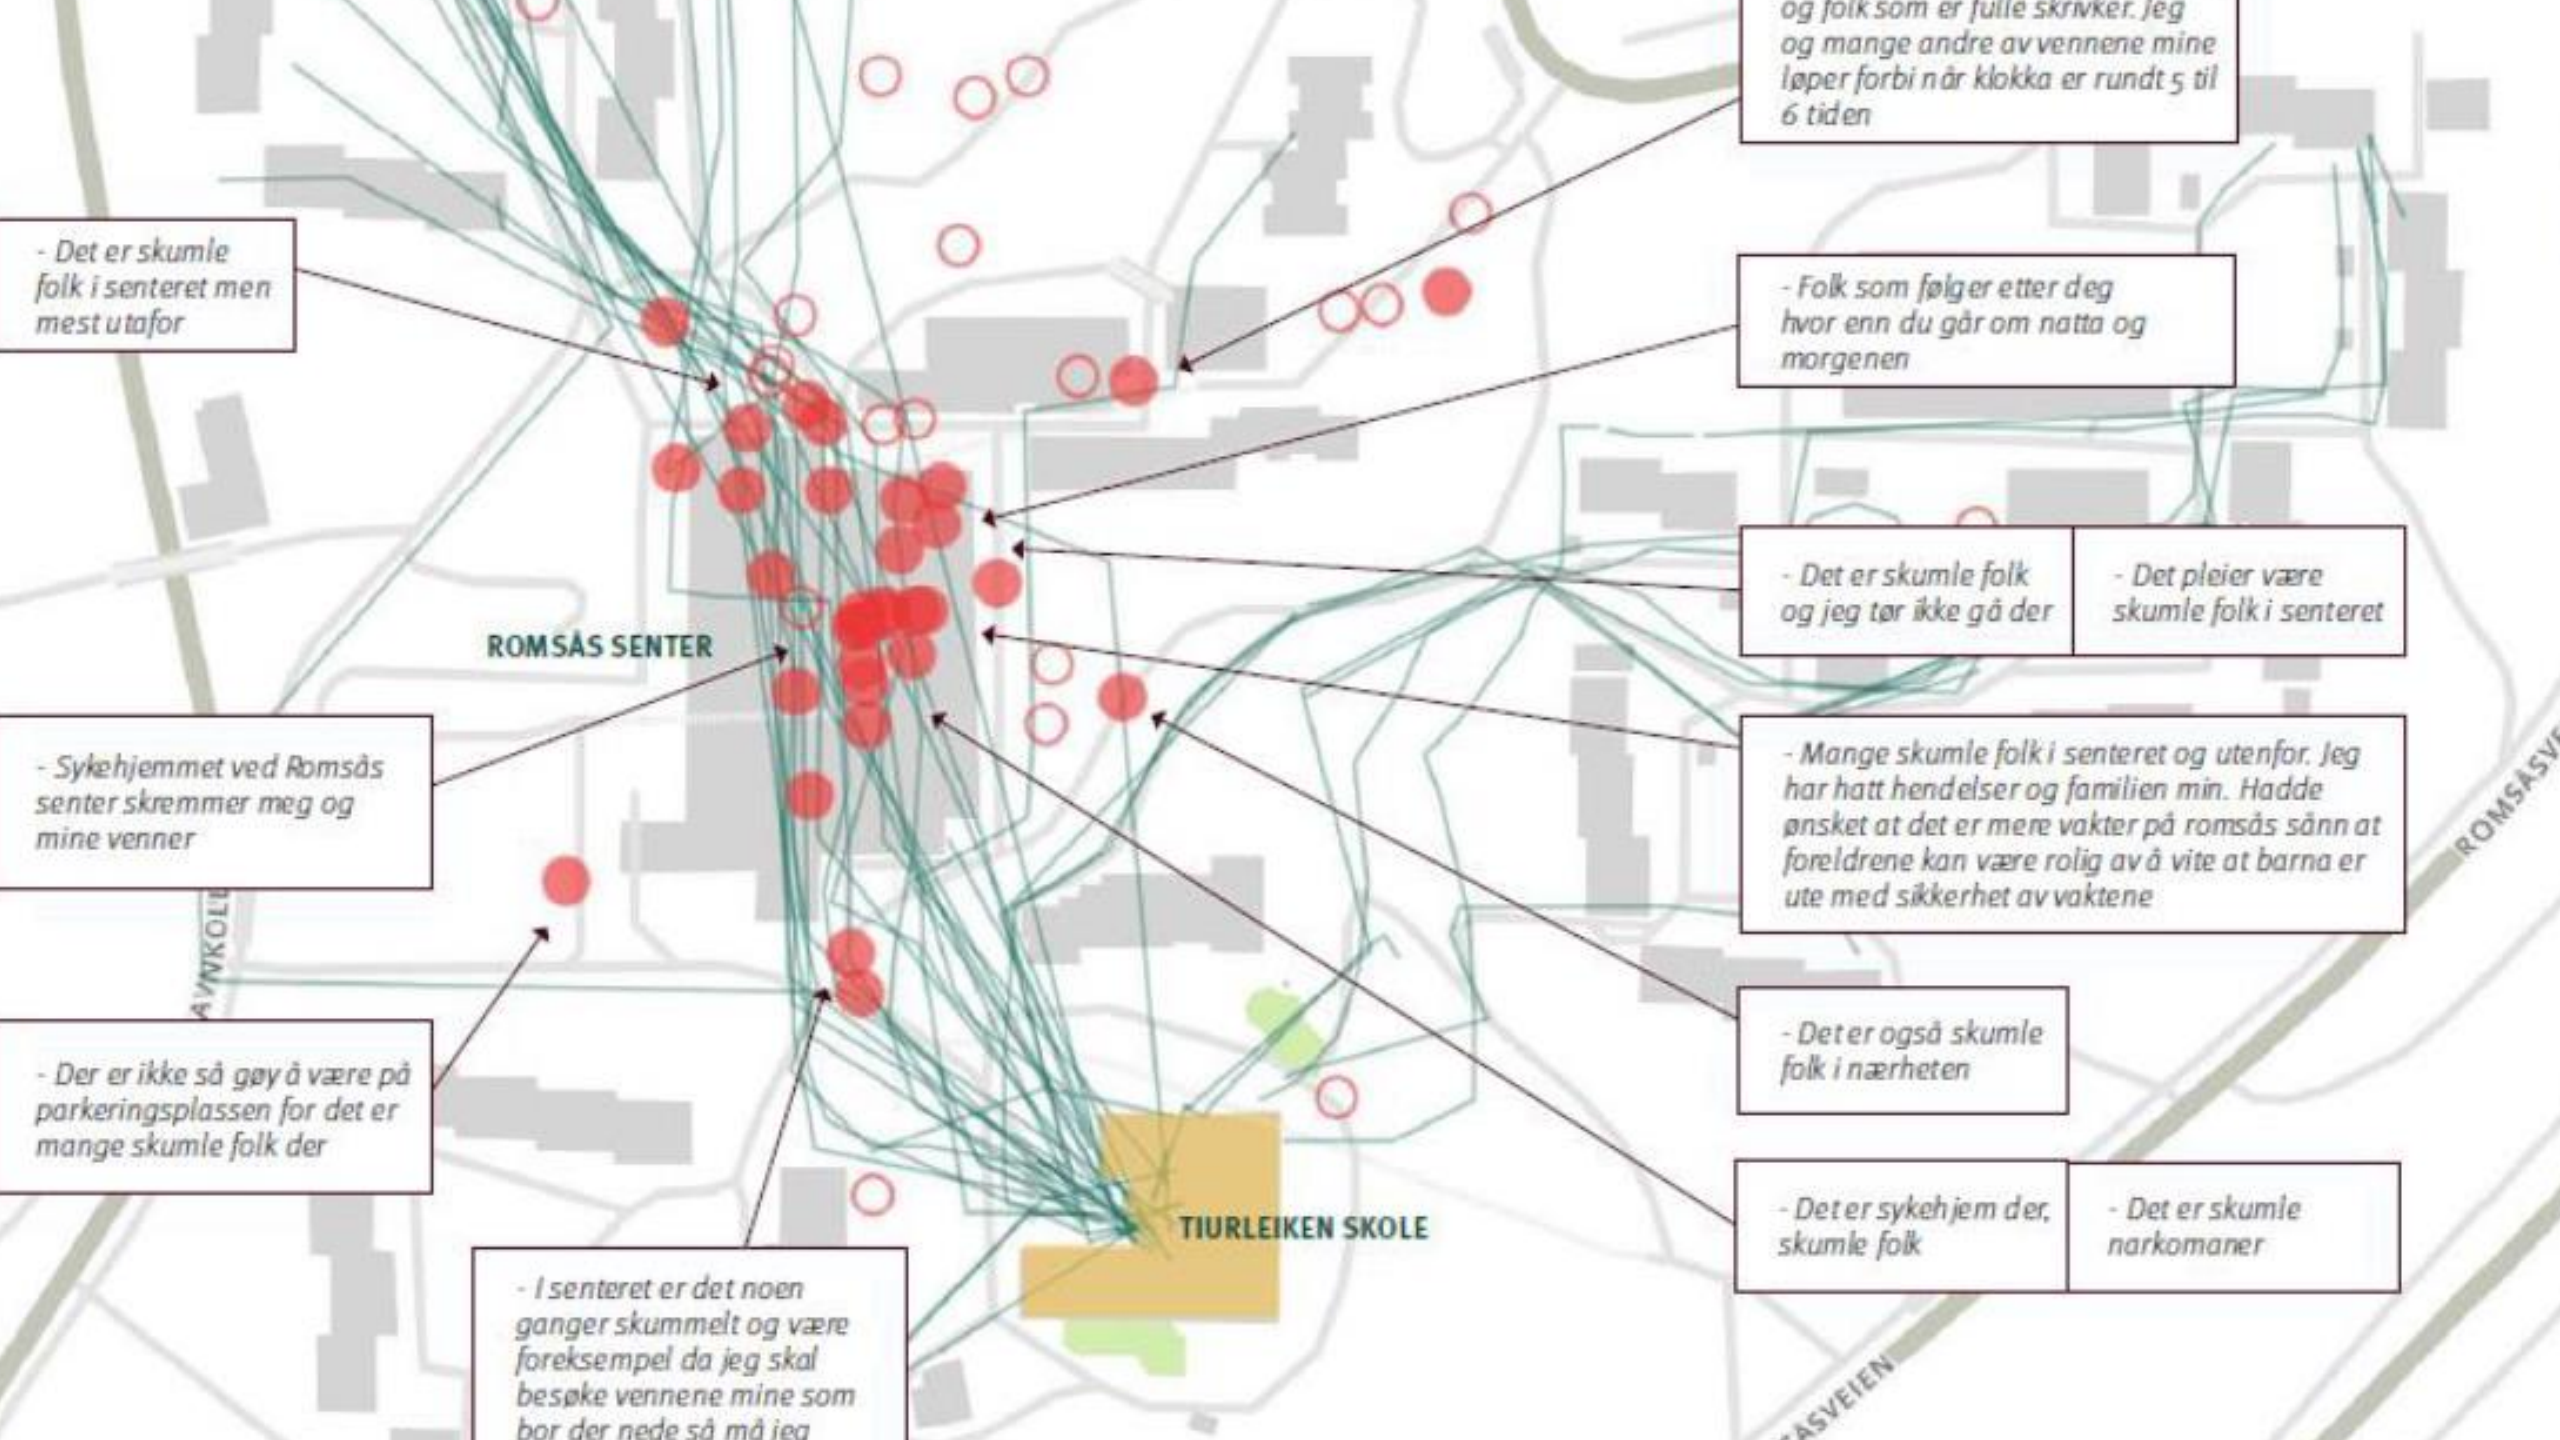 og folk som er fulle skrivker. Jeg
og mange andre av vennene mine
løper forbi når klokka er rundt 5 til
6 tiden
- Det er skumle
folk i senteret men
mest utafor
- Folk som følger etter deg
hvor enn du går om natta og
morgenen
- Det er skumle folk
og jeg tør ikke gå der
- Det pleier være
skumle folk i senteret
ROMSÅS SENTER
- Sykehjemmet ved Romsås
senter skremmer meg og
mine venner
- Mange skumle folk i senteret og utenfor. Jeg
har hatt hendelser og familien min. Hadde
ønsket at det er mere vakter på romsås sånn at
foreldrene kan være rolig av å vite at barna er
ute med sikkerhet av vaktene
ROMSÅSVE
AVNKOLL
- Der er ikke så gøy å være på
parkeringsplassen for det er
mange skumle folk der
- Det er også skumle
folk i nærheten
- Det er sykehjem der,
skumle folk
- Det er skumle
narkomaner
TIURLEIKEN SKOLE
- I senteret er det noen
ganger skummelt og være
foreksempel da jeg skal
besøke vennene mine som
bor der nede så må jeg
SÅSVEIEN